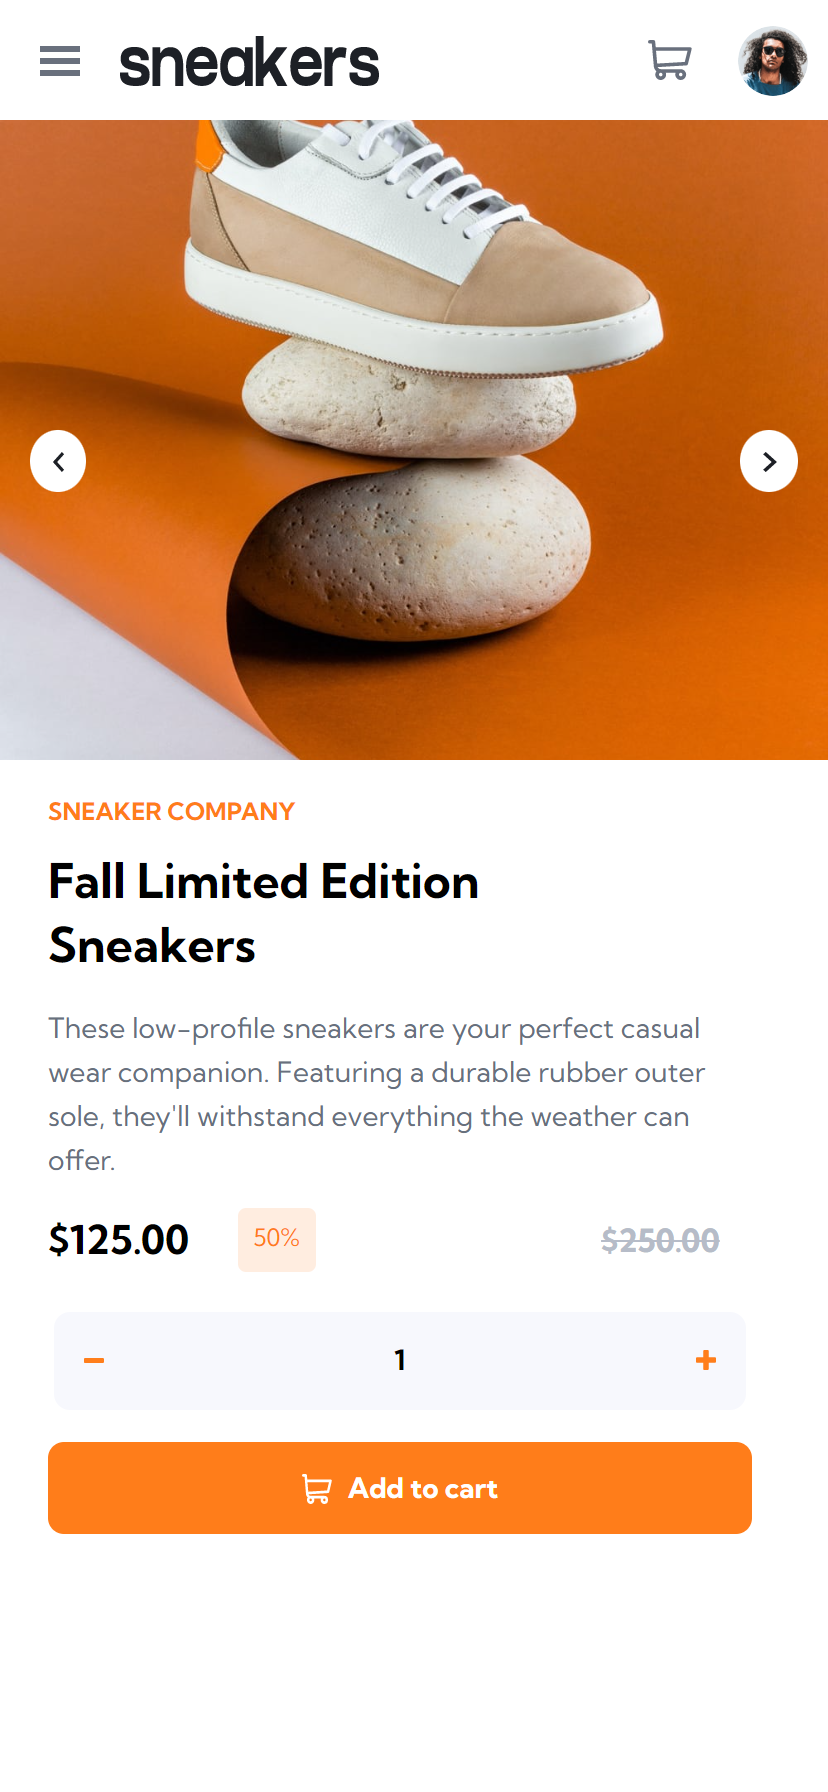 sneakers
SNEAKER COMPANY
Fall Limited Edition
Sneakers
These low-profile sneakers are your perfect casual
wear companion. Featuring a durable rubber outer
sole, they'll withstand everything the weather can
offer.
$125.00 50% $250.00
1
Add to cart